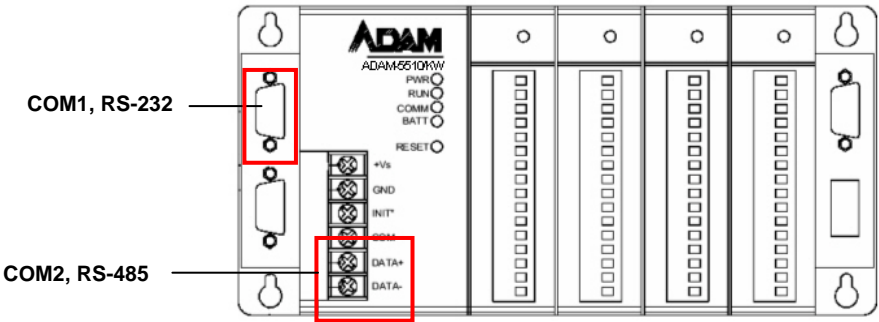 ADAM
ADAM-5510/KW
PWR
RUN
COMM
BATT
RESET
COM1, RS-232
+Vs
GND
INIT*
COM
DATA+
DATA-
COM2, RS-485